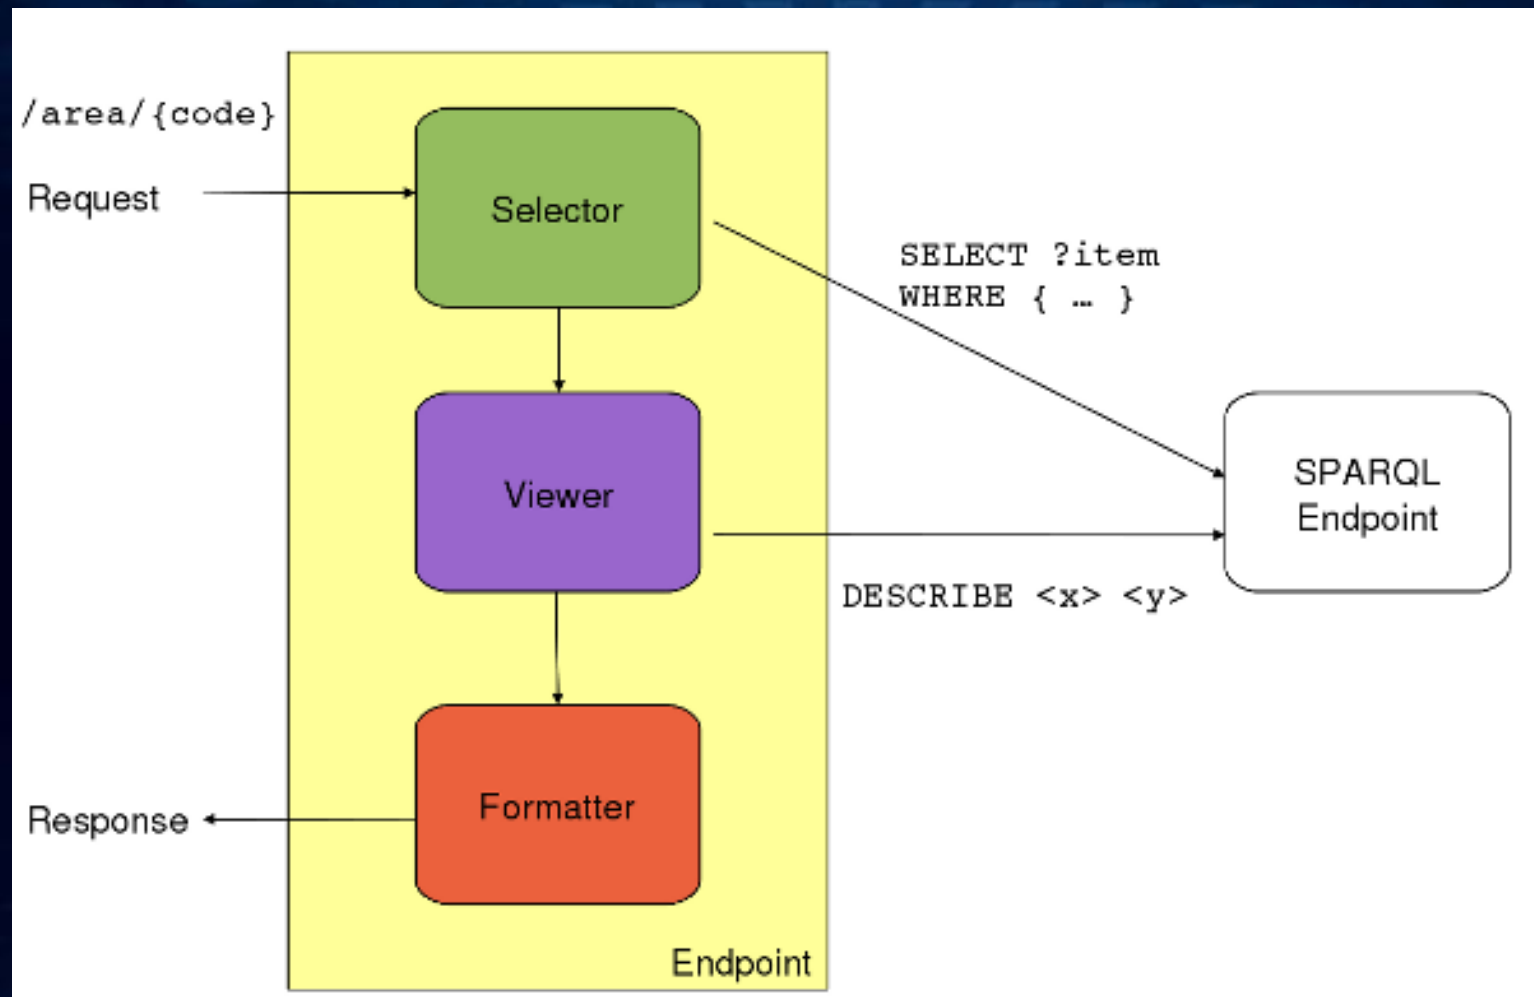 /area/{code}
Request
Selector
SELECT ?item
WHERE { … }
Viewer
SPARQL
Endpoint
DESCRIBE <x> <y>
Formatter
Response
Endpoint